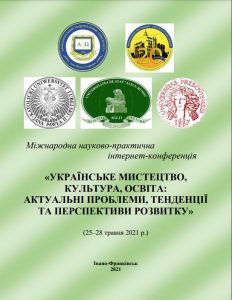 Міжнародна науково-практична
інтернет-конференція
«УКРАЇНСЬКЕ МИСТЕЦТВО,
КУЛЬТУРА, ОСВІТА:
АКТУАЛЬНІ ПРОБЛЕМИ, ТЕНДЕНЦІЇ
ТА ПЕРСПЕКТИВИ РОЗВИТКУ»
(25–28 травня 2021 р.)
Івано-Франківськ
2021